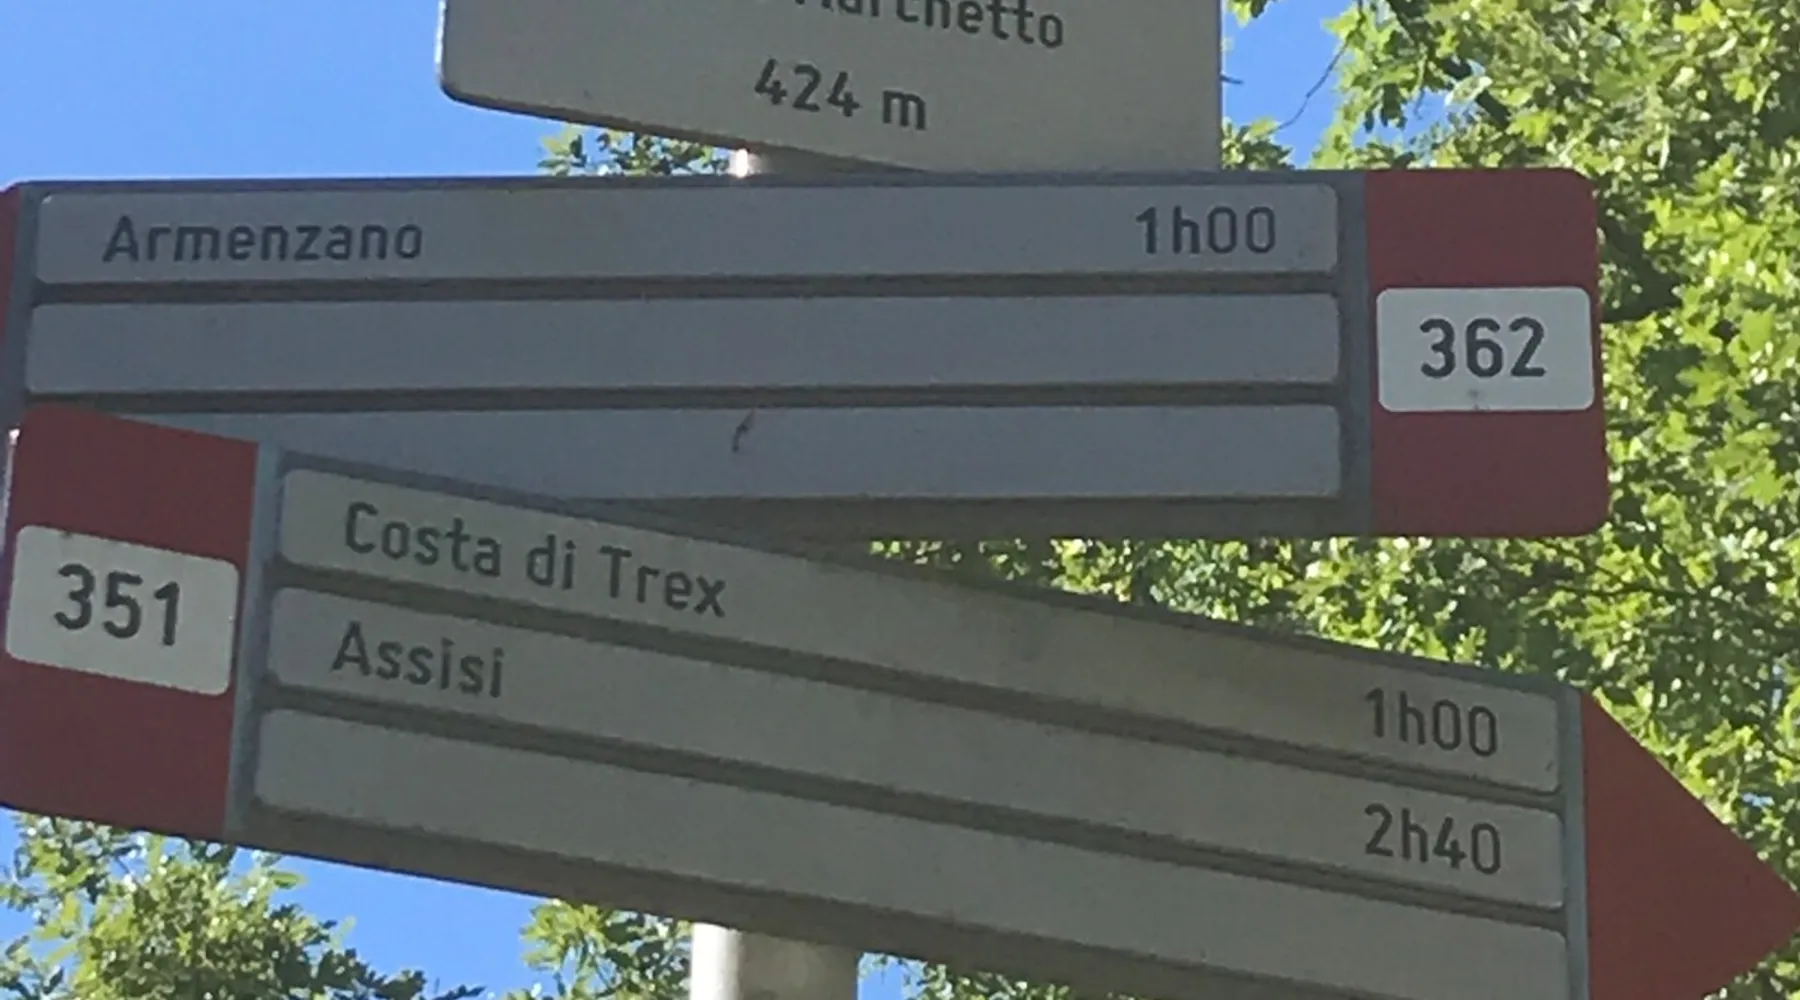 424 m
Armenzano 1h00
362
351
Costa di Trex 1h00
Assisi 2h40